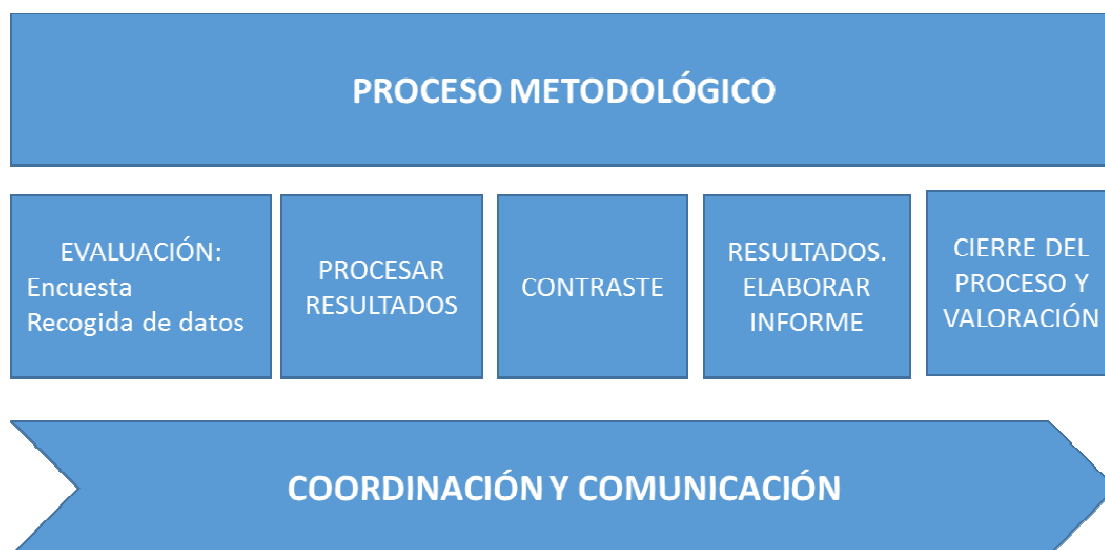 PROCESO METODOLÓGICO
EVALUACIÓN:
Encuesta
Recogida de datos
PROCESAR
RESULTADOS
CONTRASTE
RESULTADOS.
ELABORAR
INFORME
CIERRE DEL
PROCESO Y
VALORACIÓN
COORDINACIÓN Y COMUNICACIÓN